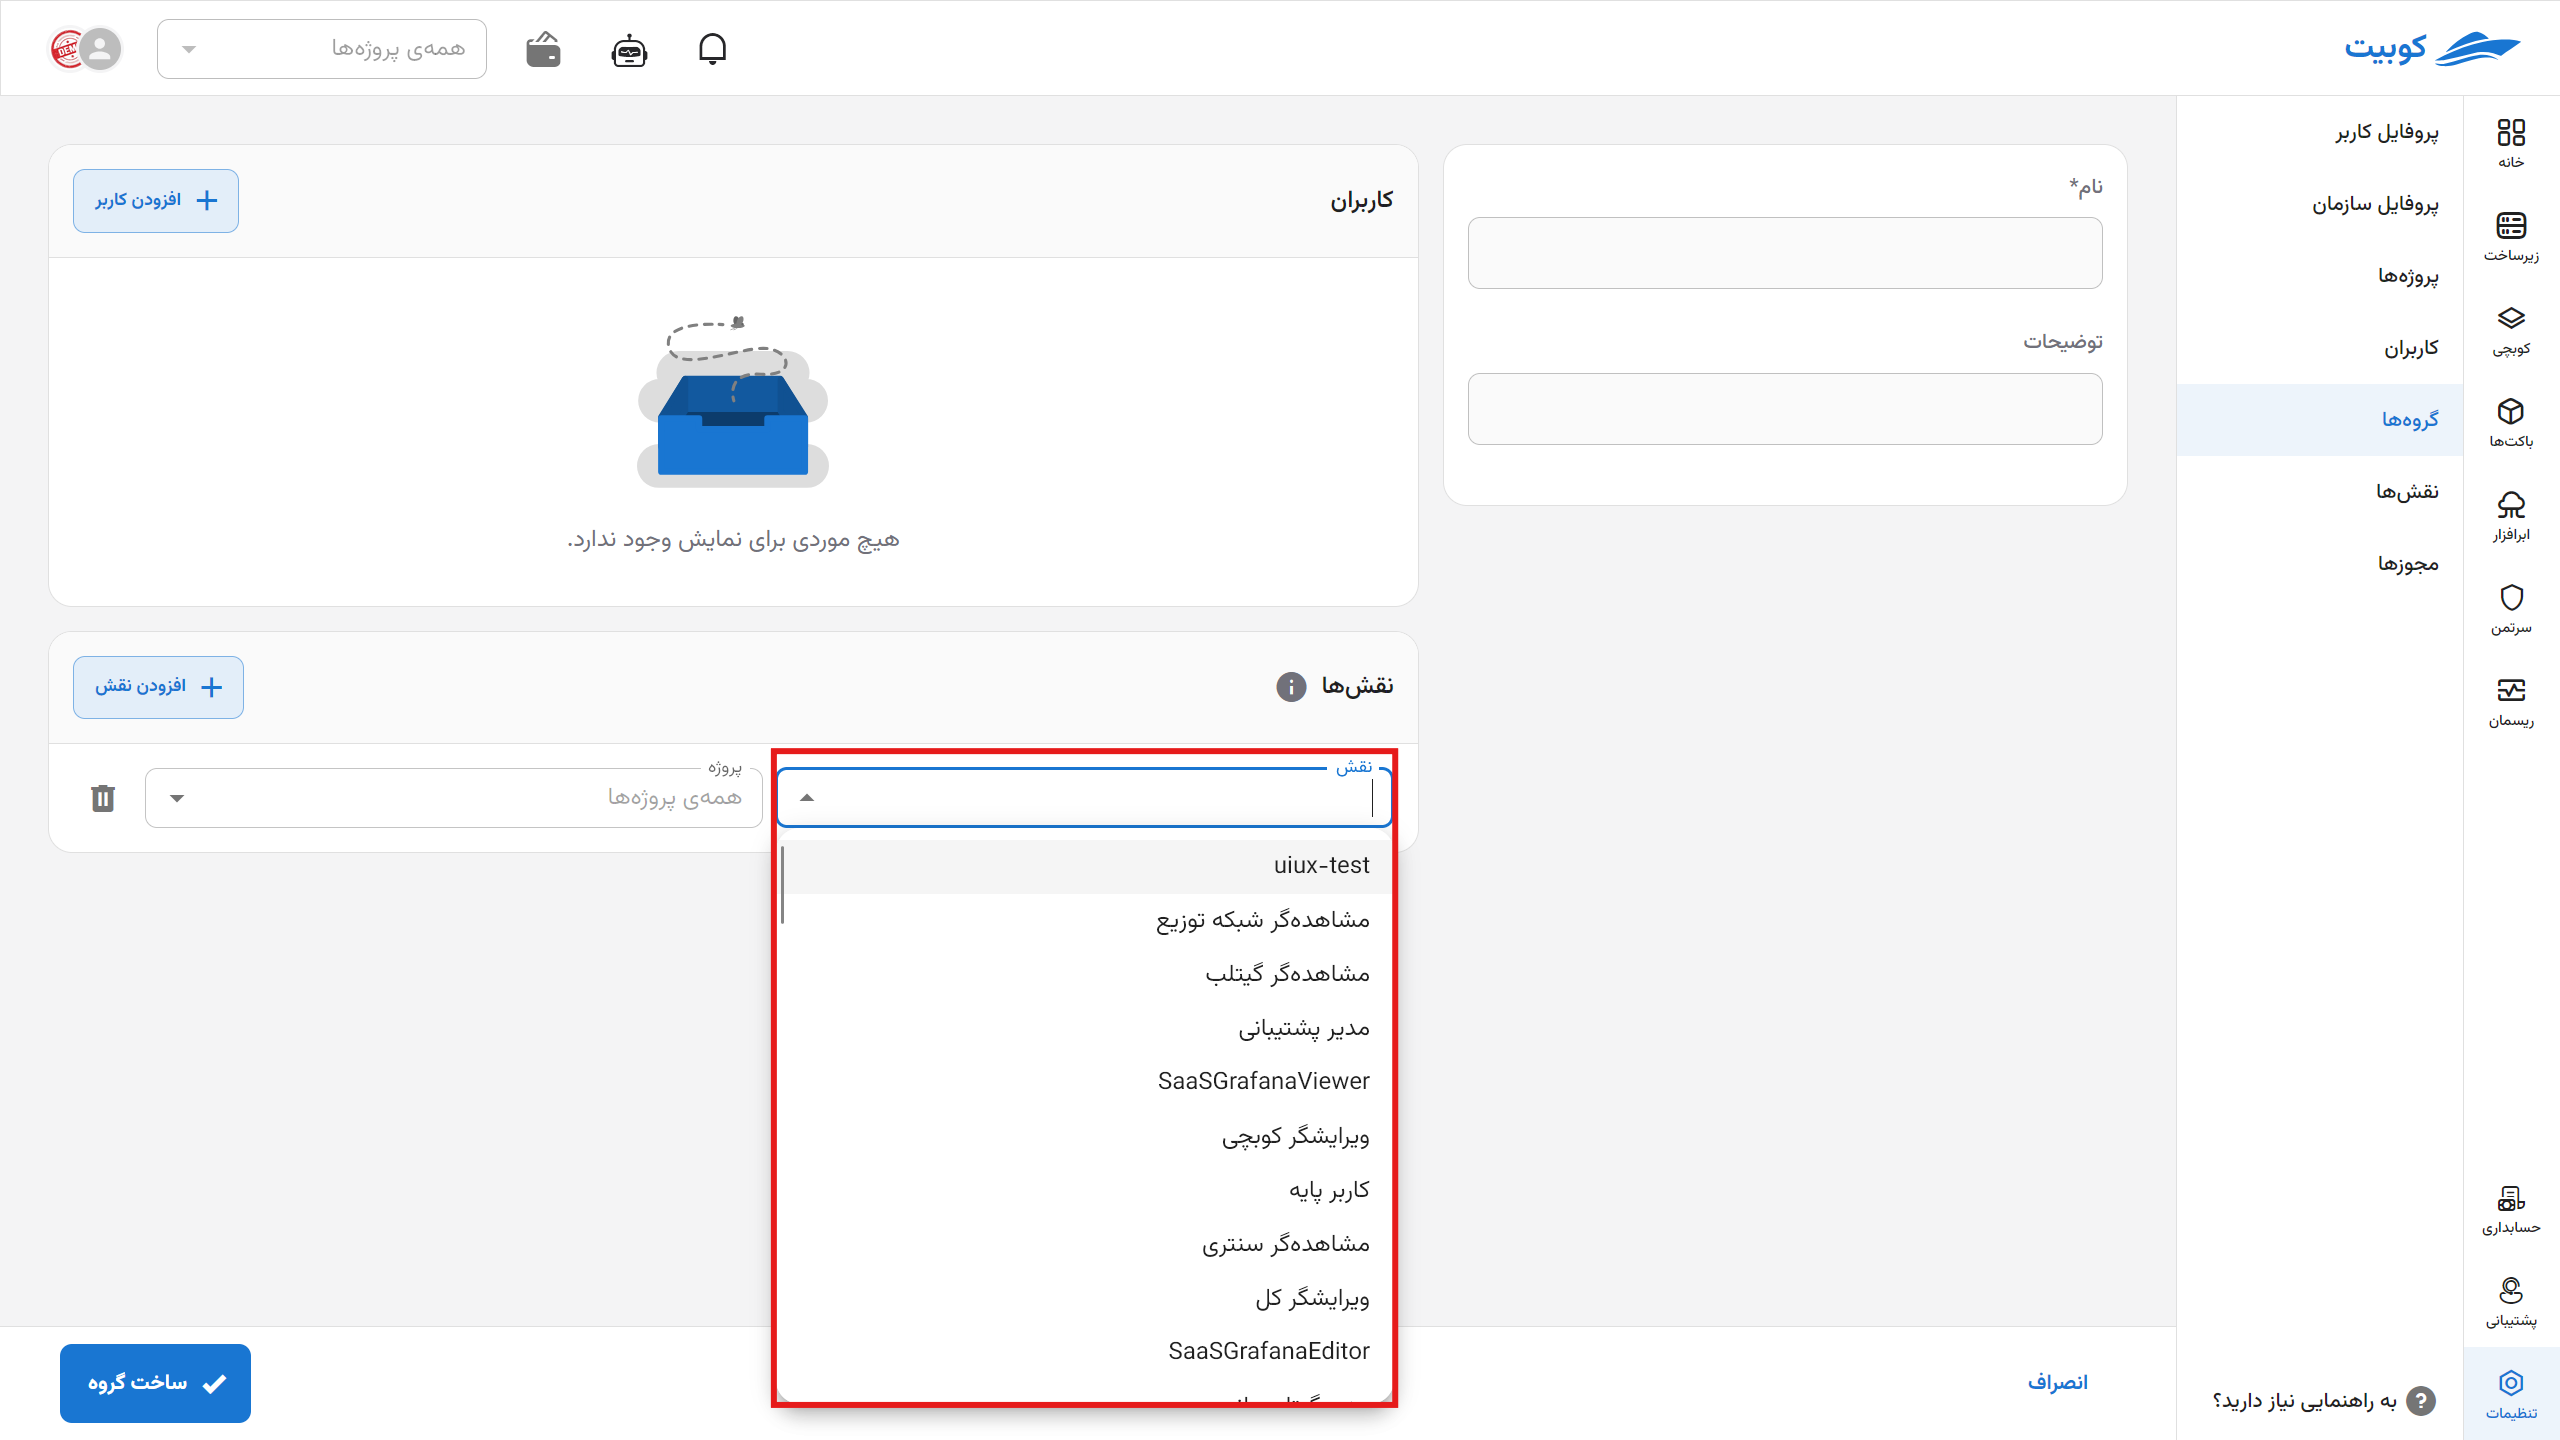 کوبیت
همه‌ی پروژه‌ها
DEM
خانه
زیرساخت
کوبچی
باکت‌ها
ابرافزار
سرتمن
ریسمان
حسابداری
پشتیبانی
تنظیمات
پروفایل کاربر
پروفایل سازمان
پروژه‌ها
کاربران
گروه‌ها
نقش‌ها
مجوزها
به راهنمایی نیاز دارید؟
نام*
توضیحات
کاربران
افزودن کاربر
هیچ موردی برای نمایش وجود ندارد.
نقش‌ها
افزودن نقش
نقش
پروژه
همه‌ی پروژه‌ها
uiux-test
مشاهده‌گر شبکه توزیع
مشاهده‌گر گیتلب
مدیر پشتیبانی
SaaSGrafanaViewer
ویرایشگر کوبچی
کاربر پایه
مشاهده‌گر سنتری
ویرایشگر کل
SaaSGrafanaEditor
انصراف
ساخت گروه